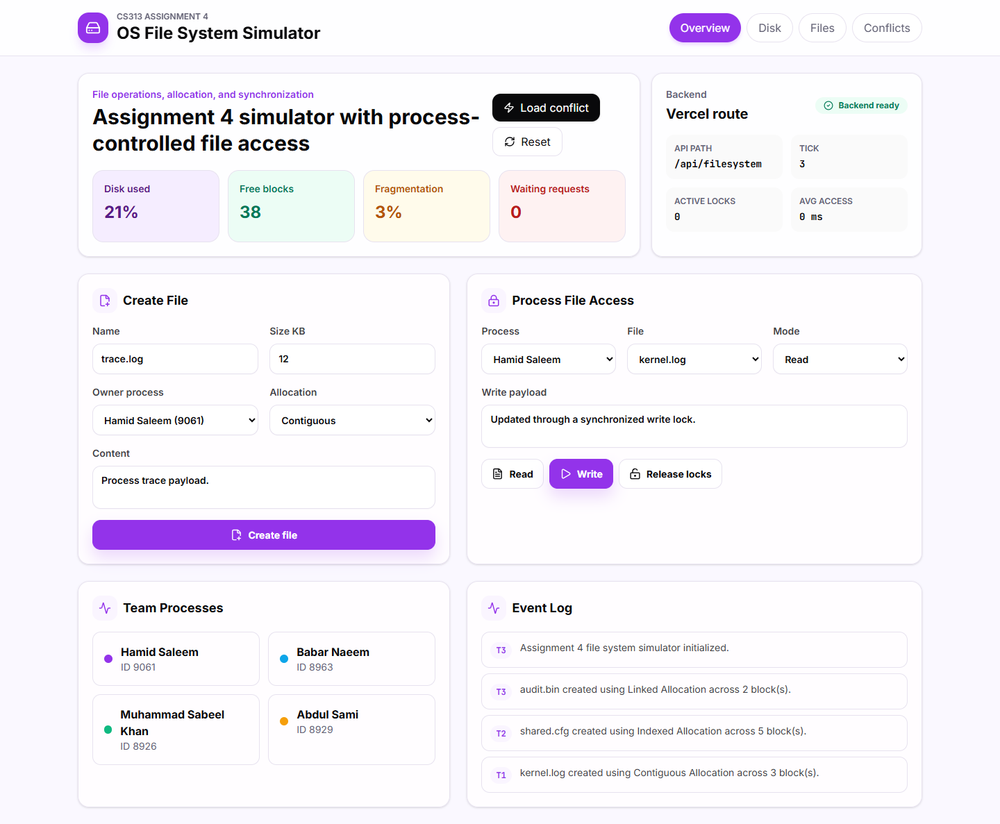 CS313 ASSIGNMENT 4
OS File System Simulator
Overview
Disk
Files
Conflicts
File operations, allocation, and synchronization
Assignment 4 simulator with process-
controlled file access
Load conflict
Reset
Disk used
21%
Free blocks
38
Fragmentation
3%
Waiting requests
0
Backend
Vercel route
Backend ready
API PATH
/api/filesystem
TICK
3
ACTIVE LOCKS
0
AVG ACCESS
0 ms
Create File
Name
trace.log
Size KB
12
Owner process
Hamid Saleem (9061)
Allocation
Contiguous
Content
Process trace payload.
Create file
Process File Access
Process
Hamid Saleem
File
kernel.log
Mode
Read
Write payload
Updated through a synchronized write lock.
Read
Write
Release locks
Team Processes
Hamid Saleem
ID 9061
Babar Naeem
ID 8963
Muhammad Sabeel
Khan
ID 8926
Abdul Sami
ID 8929
Event Log
T3 Assignment 4 file system simulator initialized.
T3 audit.bin created using Linked Allocation across 2 block(s).
T2 shared.cfg created using Indexed Allocation across 5 block(s).
T1 kernel.log created using Contiguous Allocation across 3 block(s).